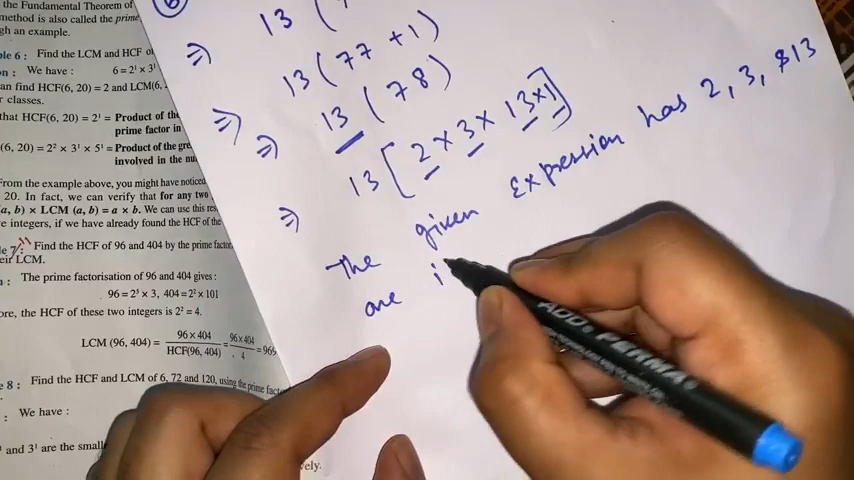 the Fundamental Theorem of
method is also called the prime
gh an example.
ple 6 : Find the LCM and HCF of
on : We have : 6 = 2¹ × 3¹
an find HCF(6, 20) = 2 and LCM(6,
r classes.
that HCF(6, 20) = 2¹ = Product of the
prime factor in
(6, 20) = 2² × 3¹ × 5¹ = Product of the gre
involved in the nu
From the example above, you might have noticed
20. In fact, we can verify that for any two
(a, b) × LCM (a, b) = a × b. We can use this res
e integers, if we have already found the HCF of the
le 7 : Find the HCF of 96 and 404 by the prime factor
eir LCM.
: The prime factorisation of 96 and 404 gives :
96 = 2⁵ × 3, 404 = 2² × 101
ore, the HCF of these two integers is 2² = 4.
LCM (96, 404) = 96 × 404 / HCF(96, 404) = 96×404 / 4 = 969
e 8 : Find the HCF and LCM of 6, 72 and 120, using the prime factor
: We have :
and 3¹ are the small
vely.
13 (
⇒ 13 ( 77 + 1 )
⇒ ⇒ 13 ( 78 )
⇒ 13 [ 2 × 3 × 13 × 1 ]
The given Expression has 2, 3, & 13
are i
ADD PERMA